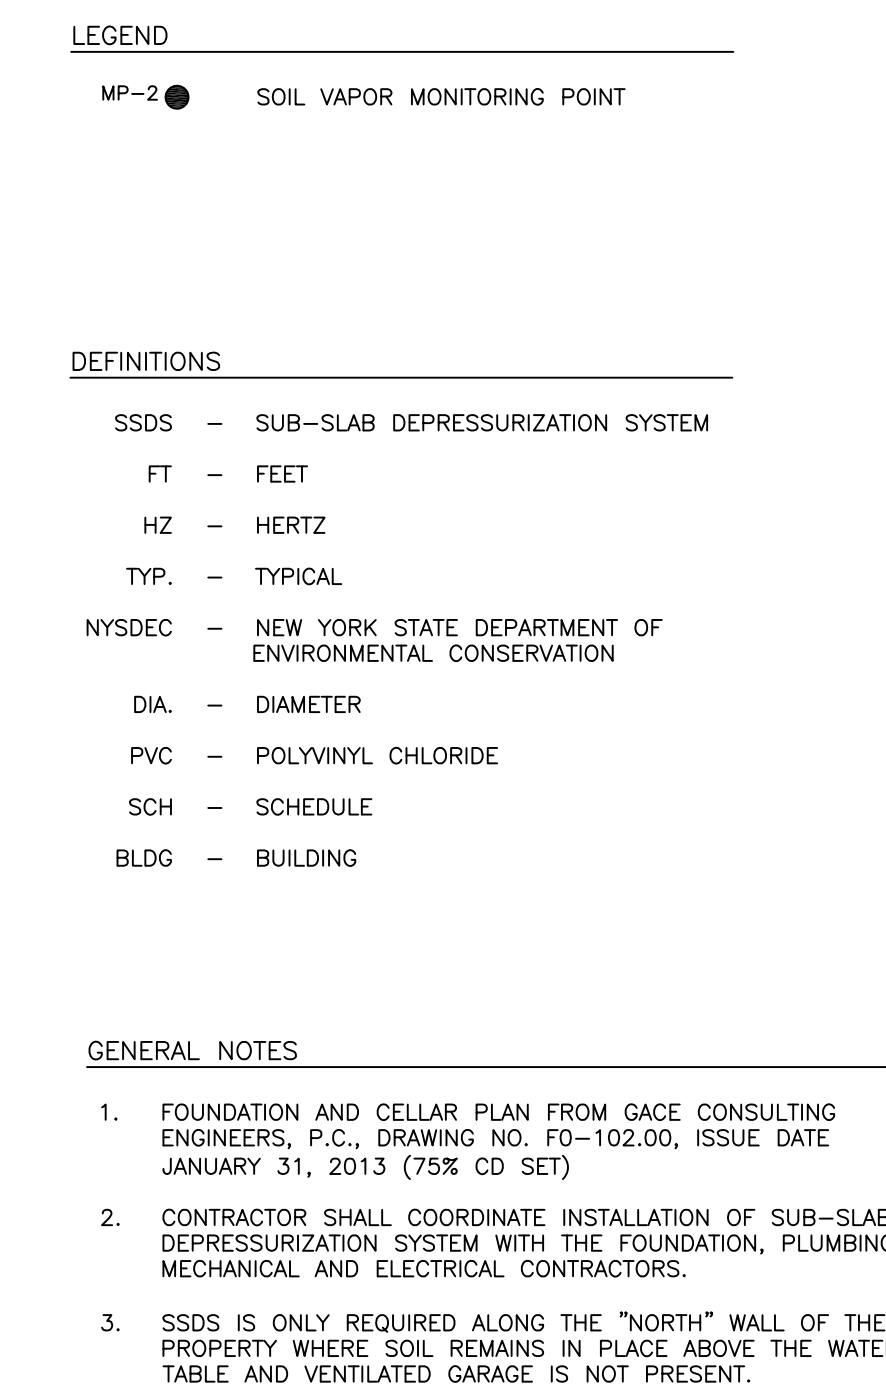 LEGEND
MP-2 SOIL VAPOR MONITORING POINT
DEFINITIONS
SSDS - SUB-SLAB DEPRESSURIZATION SYSTEM
FT - FEET
HZ - HERTZ
TYP. - TYPICAL
NYSDEC - NEW YORK STATE DEPARTMENT OF
ENVIRONMENTAL CONSERVATION
DIA. - DIAMETER
PVC - POLYVINYL CHLORIDE
SCH - SCHEDULE
BLDG - BUILDING
GENERAL NOTES
1. FOUNDATION AND CELLAR PLAN FROM GACE CONSULTING
ENGINEERS, P.C., DRAWING NO. FO-102.00, ISSUE DATE
JANUARY 31, 2013 (75% CD SET)
2. CONTRACTOR SHALL COORDINATE INSTALLATION OF SUB-SLAB
DEPRESSURIZATION SYSTEM WITH THE FOUNDATION, PLUMBING
MECHANICAL AND ELECTRICAL CONTRACTORS.
3. SSDS IS ONLY REQUIRED ALONG THE "NORTH" WALL OF THE
PROPERTY WHERE SOIL REMAINS IN PLACE ABOVE THE WATE
TABLE AND VENTILATED GARAGE IS NOT PRESENT.